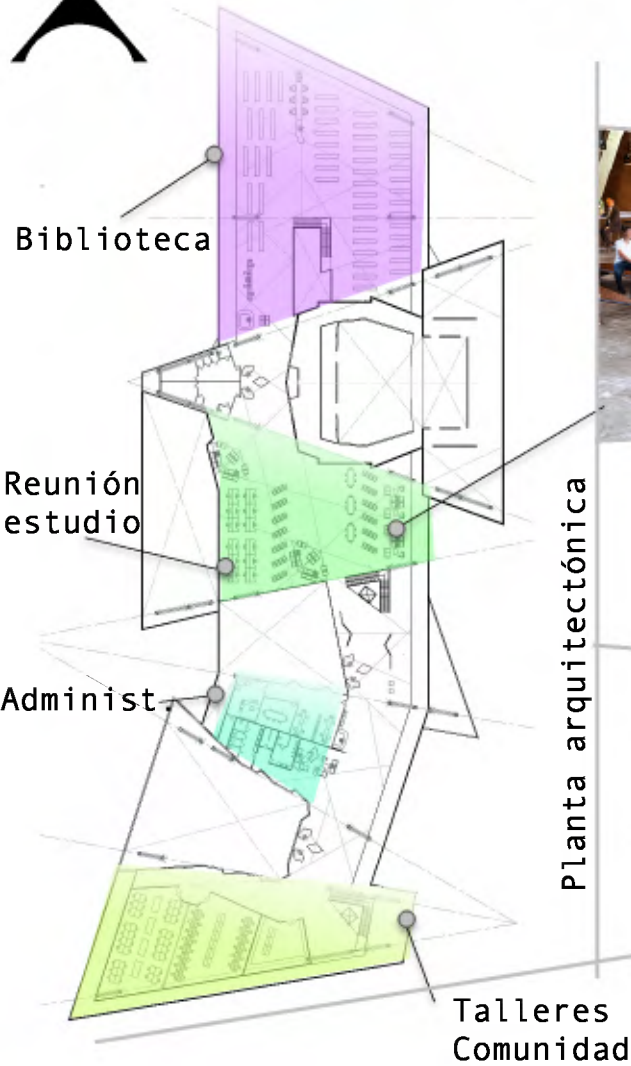 Biblioteca
Reunión
estudio
Administ.
Planta arquitectónica
Talleres
Comunidad